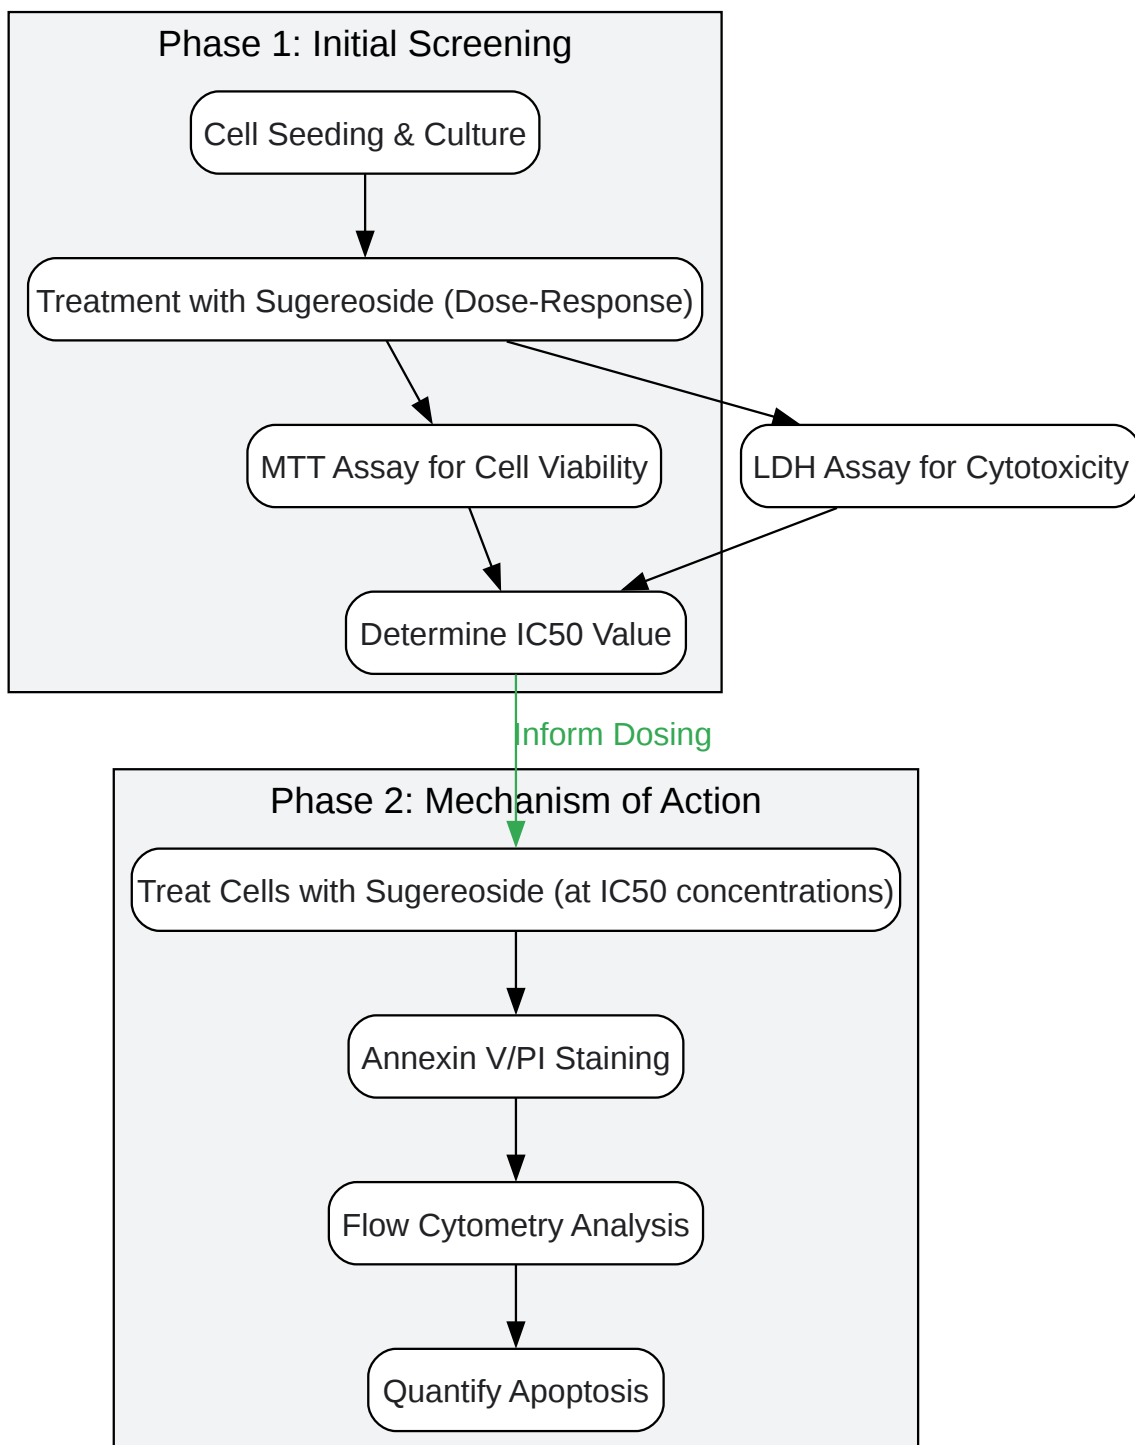 Phase 1: Initial Screening
Cell Seeding & Culture
Treatment with Sugereoside (Dose-Response)
MTT Assay for Cell Viability
LDH Assay for Cytotoxicity
Determine IC50 Value
Inform Dosing
Phase 2: Mechanism of Action
Treat Cells with Sugereoside (at IC50 concentrations)
Annexin V/PI Staining
Flow Cytometry Analysis
Quantify Apoptosis